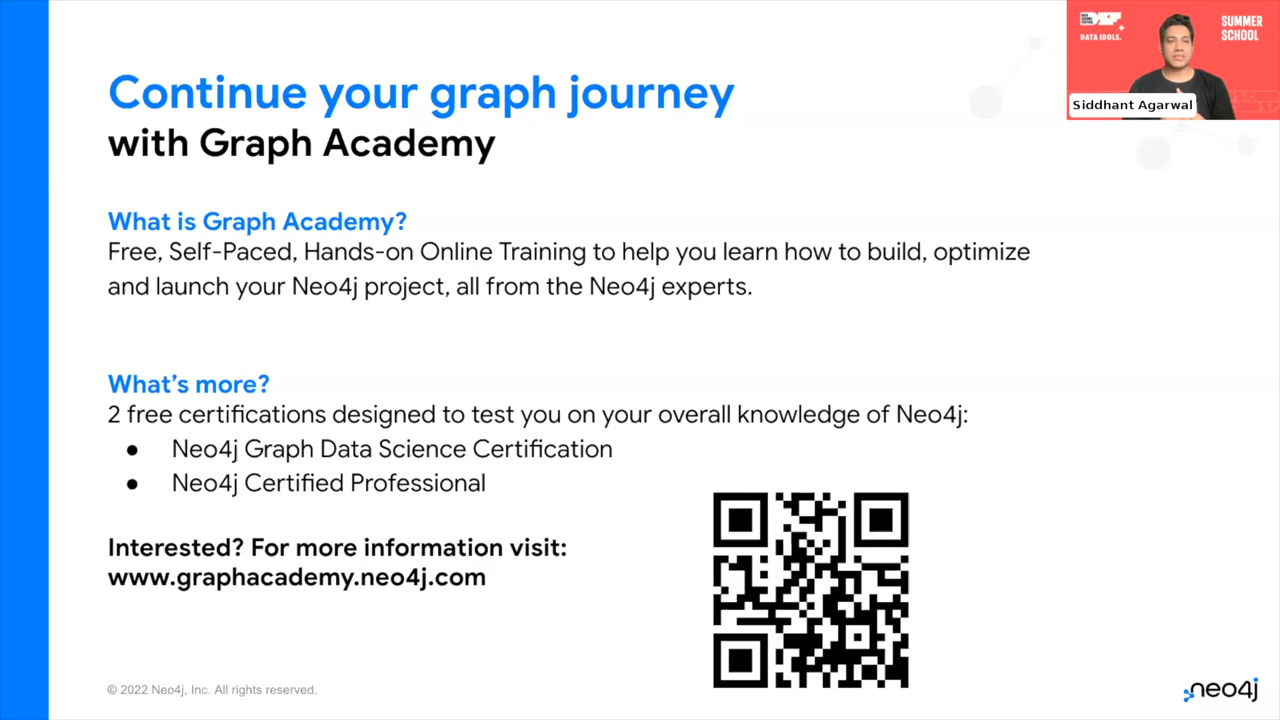 Continue your graph journey
with Graph Academy
What is Graph Academy?
Free, Self-Paced, Hands-on Online Training to help you learn how to build, optimize
and launch your Neo4j project, all from the Neo4j experts.
What's more?
2 free certifications designed to test you on your overall knowledge of Neo4j:
● Neo4j Graph Data Science Certification
● Neo4j Certified Professional
Interested? For more information visit:
www.graphacademy.neo4j.com
© 2022 Neo4j, Inc. All rights reserved.
neo4j
DATA IDOLS.
SUMMER
SCHOOL
Siddhant Agarwal